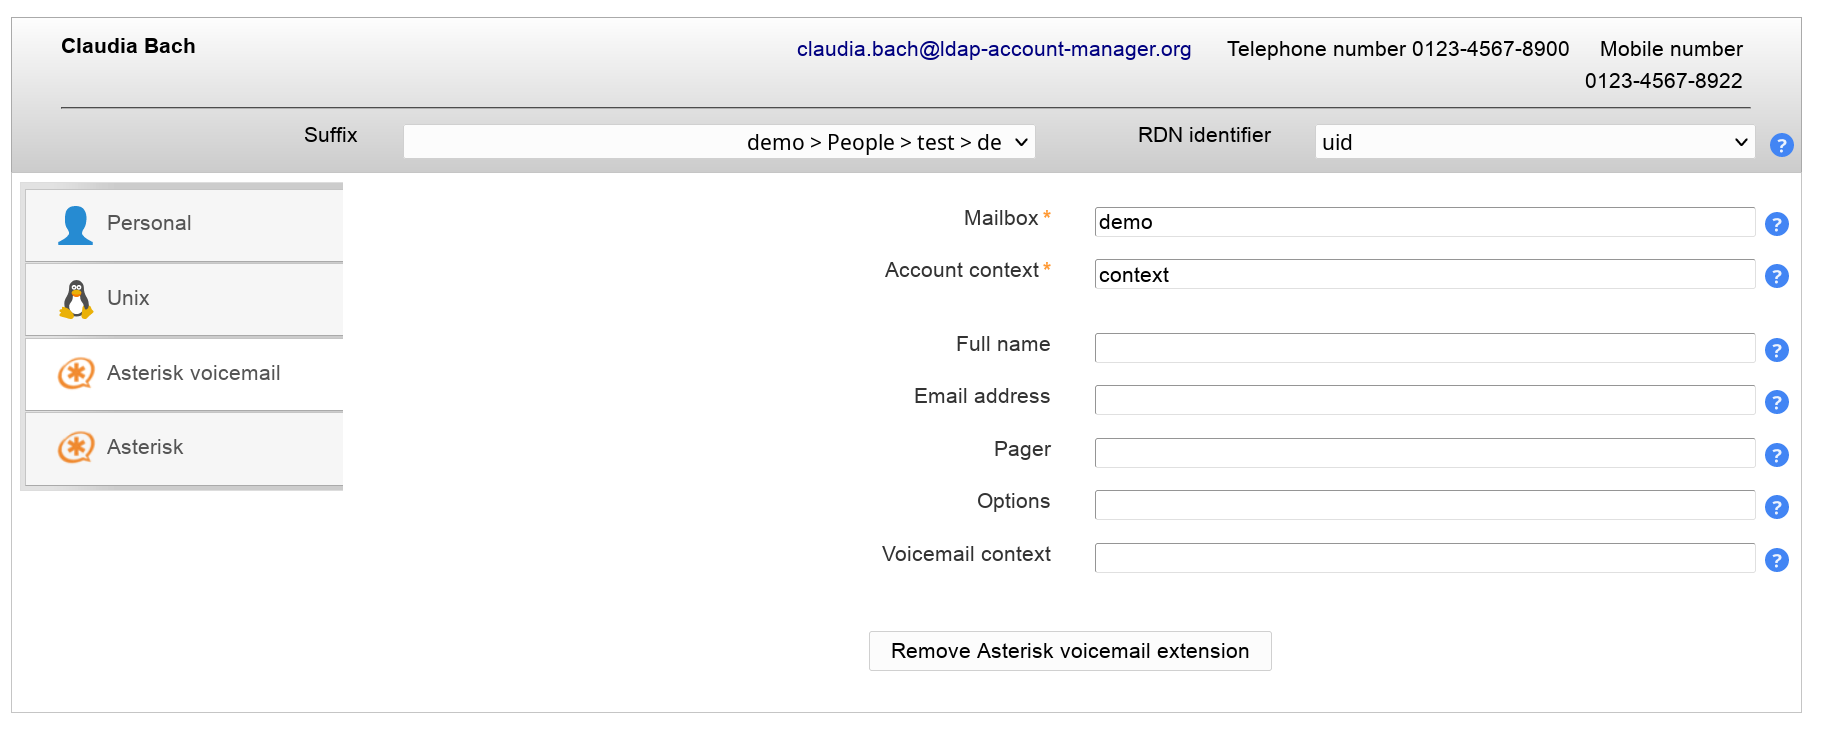 Claudia Bach
claudia.bach@ldap-account-manager.org Telephone number 0123-4567-8900 Mobile number
0123-4567-8922
Suffix demo > People > test > de RDN identifier uid ?
Personal
Unix
Asterisk voicemail
Asterisk
Mailbox * demo ?
Account context * context ?
Full name ?
Email address ?
Pager ?
Options ?
Voicemail context ?
Remove Asterisk voicemail extension